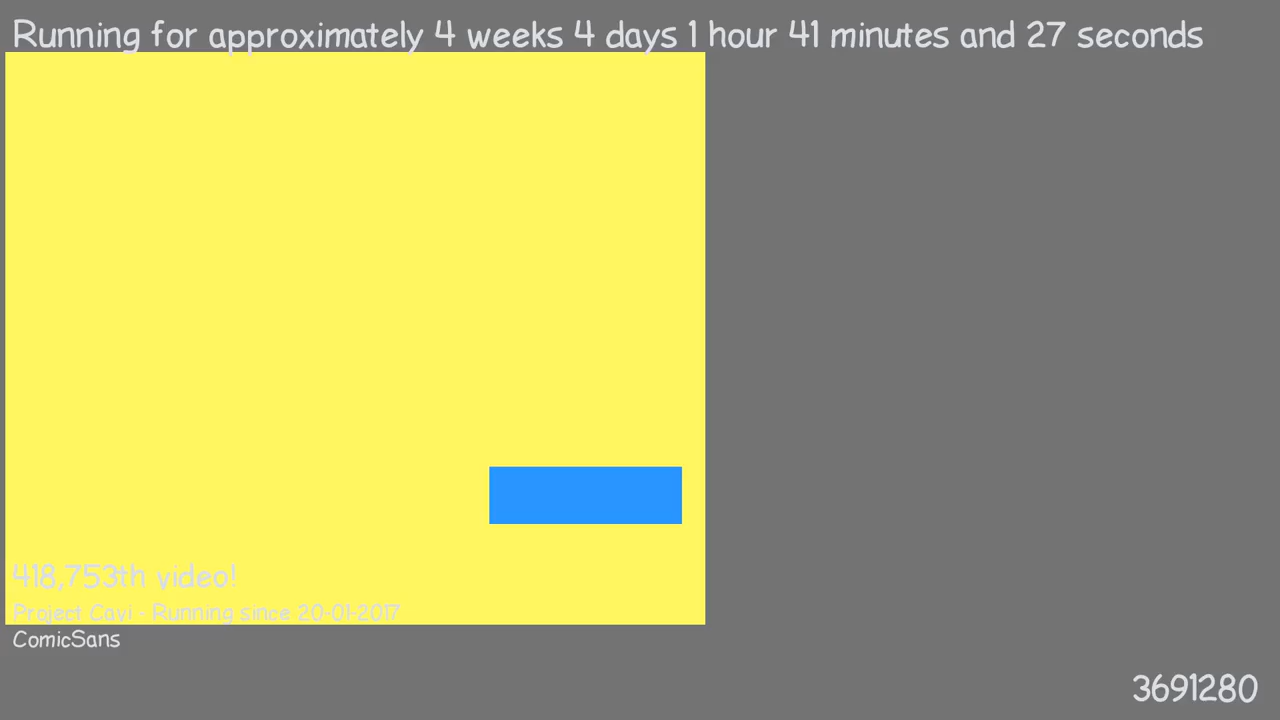 Running for approximately 4 weeks 4 days 1 hour 41 minutes and 27 seconds
418,753th video!
Project Cavi - Running since 20-01-2017
ComicSans
3691280